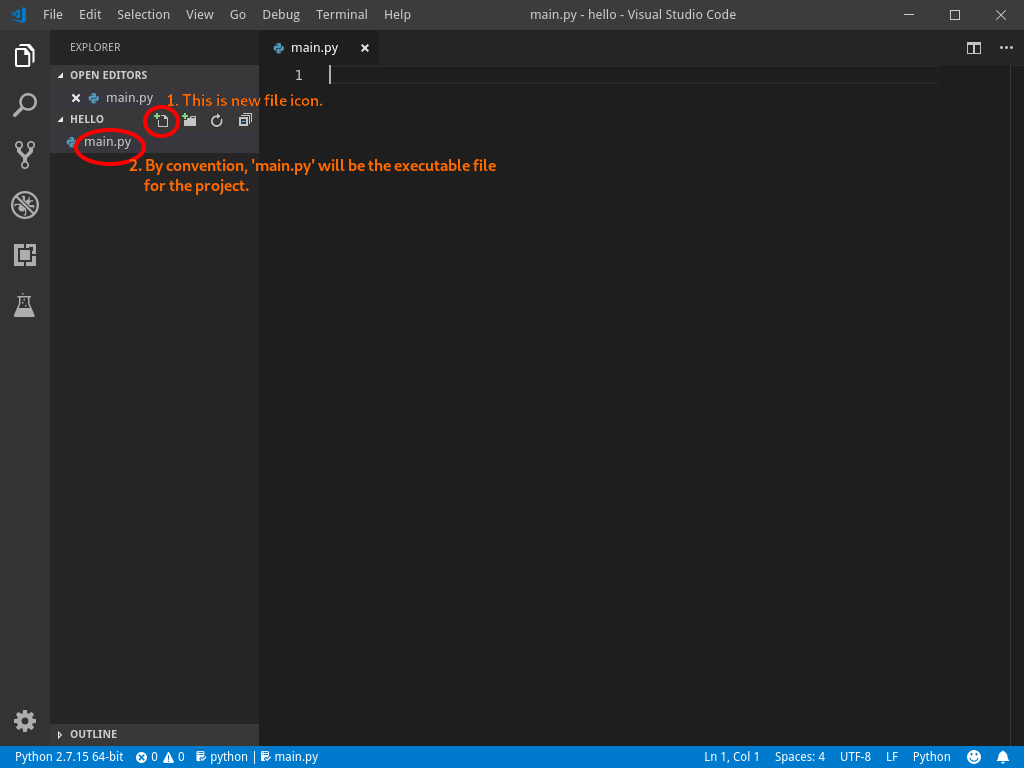 File Edit Selection View Go Debug Terminal Help main.py - hello - Visual Studio Code
EXPLORER
main.py
OPEN EDITORS
1
main.py
1. This is new file icon.
HELLO
main.py
2. By convention, 'main.py' will be the executable file
for the project.
OUTLINE
Python 2.7.15 64-bit 0 0 python | main.py Ln 1, Col 1 Spaces: 4 UTF-8 LF Python